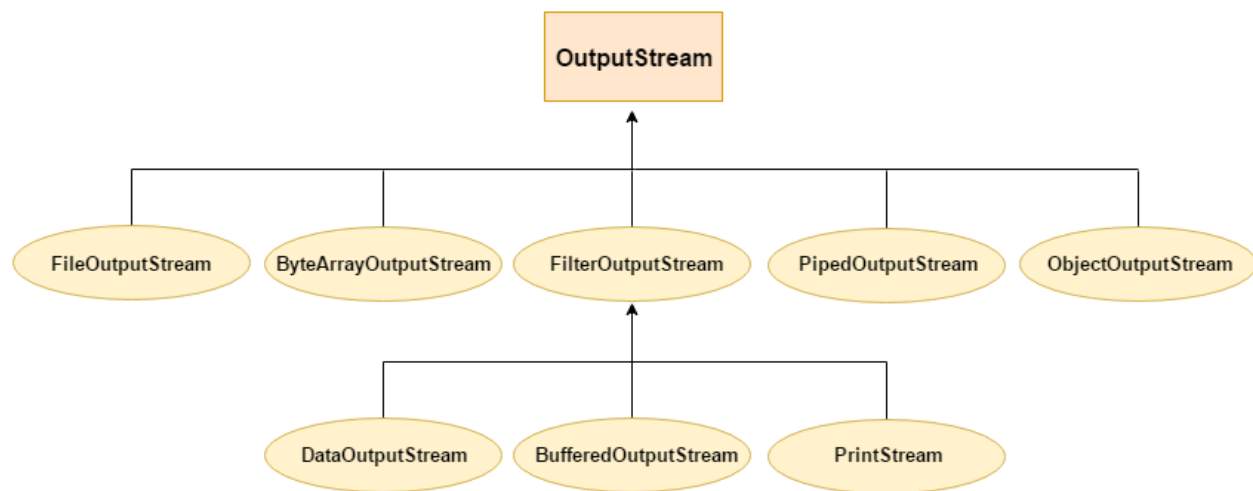 OutputStream
FileOutputStream
ByteArrayOutputStream
FilterOutputStream
PipedOutputStream
ObjectOutputStream
DataOutputStream
BufferedOutputStream
PrintStream